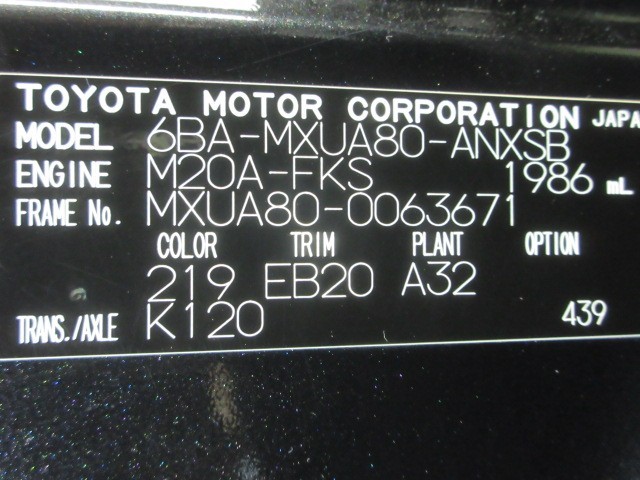 TOYOTA MOTOR CORPORATION JAPA
MODEL 6BA-MXUA80-ANXSB
ENGINE M20A-FKS 1986 mL
FRAME No. MXUA80-0063671
COLOR TRIM PLANT OPTION
219 EB20 A32
TRANS./AXLE K120 439